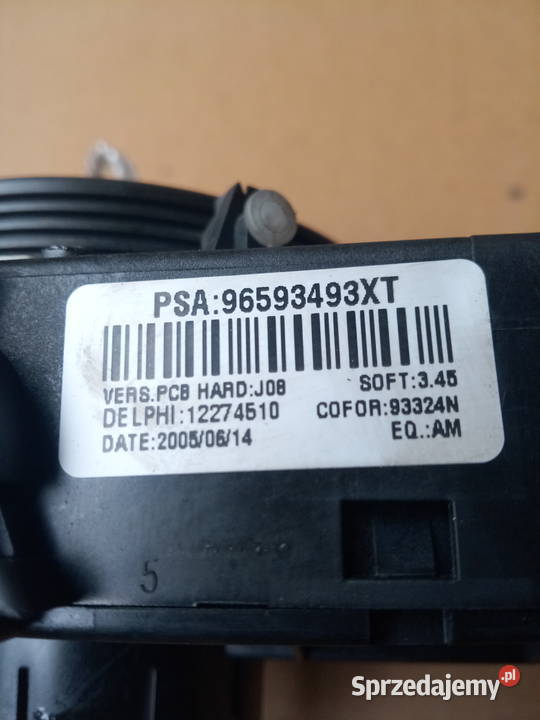 PSA:96593493XT
VERS.PCB HARD:J08 SOFT:3.45
DELPHI:12274510 COFOR:93324N
DATE:2005/06/14 EQ.:AM
5
Sprzedajemy.pl